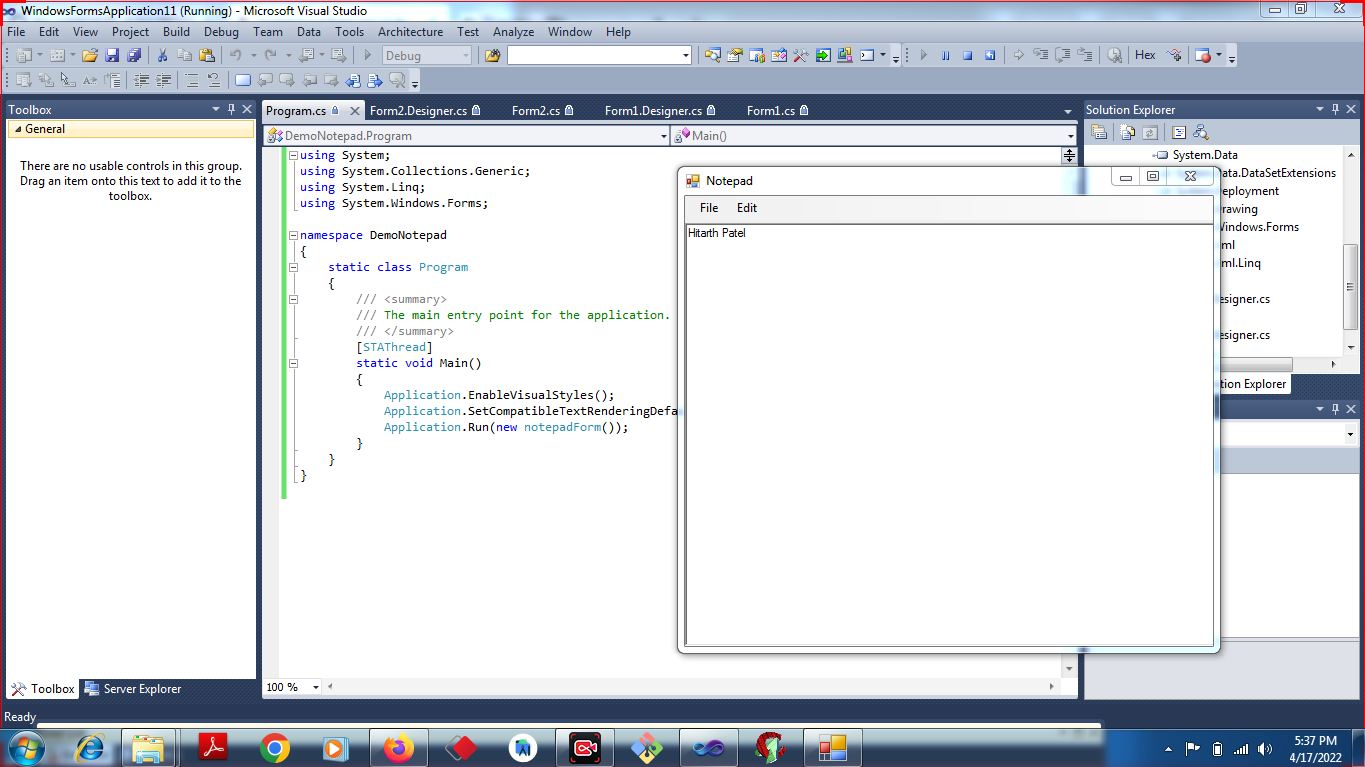 WindowsFormsApplication11 (Running) - Microsoft Visual Studio
File Edit View Project Build Debug Team Data Tools Architecture Test Analyze Window Help
Debug
Hex
Toolbox
General
There are no usable controls in this group.
Drag an item onto this text to add it to the
toolbox.
Toolbox Server Explorer
Program.cs Form2.Designer.cs Form2.cs Form1.Designer.cs Form1.cs
DemoNotepad.Program Main()
using System;
using System.Collections.Generic;
using System.Linq;
using System.Windows.Forms;
namespace DemoNotepad
{
static class Program
{
/// <summary>
/// The main entry point for the application.
/// </summary>
[STAThread]
static void Main()
{
Application.EnableVisualStyles();
Application.SetCompatibleTextRenderingDefa
Application.Run(new notepadForm());
}
}
}
100 %
Notepad
File Edit
Hitarth Patel
Solution Explorer
System.Data
Data.DataSetExtensions
Deployment
rawing
Windows.Forms
ml
ml.Linq
esigner.cs
esigner.cs
tion Explorer
Ready
5:37 PM
4/17/2022